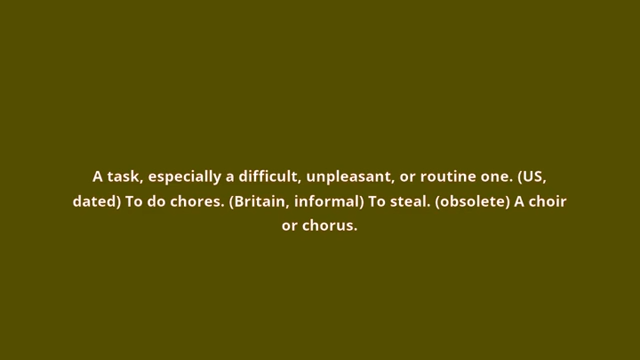 A task, especially a difficult, unpleasant, or routine one. (US,
dated) To do chores. (Britain, informal) To steal. (obsolete) A choir
or chorus.